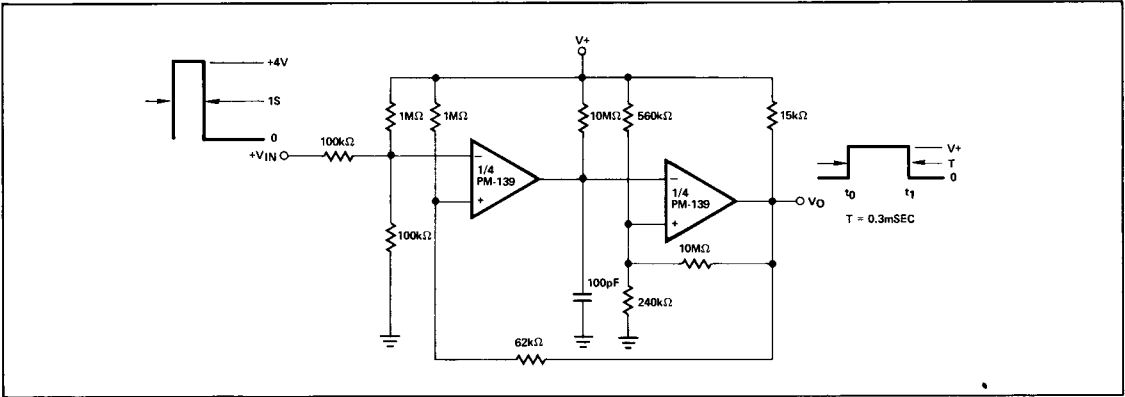 V+
+4V
1S
0
1MΩ
1MΩ
10MΩ
560kΩ
15kΩ
100kΩ
+VIN
−
1/4
PM-139
+
−
1/4
PM-139
+
VO
V+
T
0
t0
t1
T = 0.3mSEC
100kΩ
10MΩ
100pF
240kΩ
62kΩ